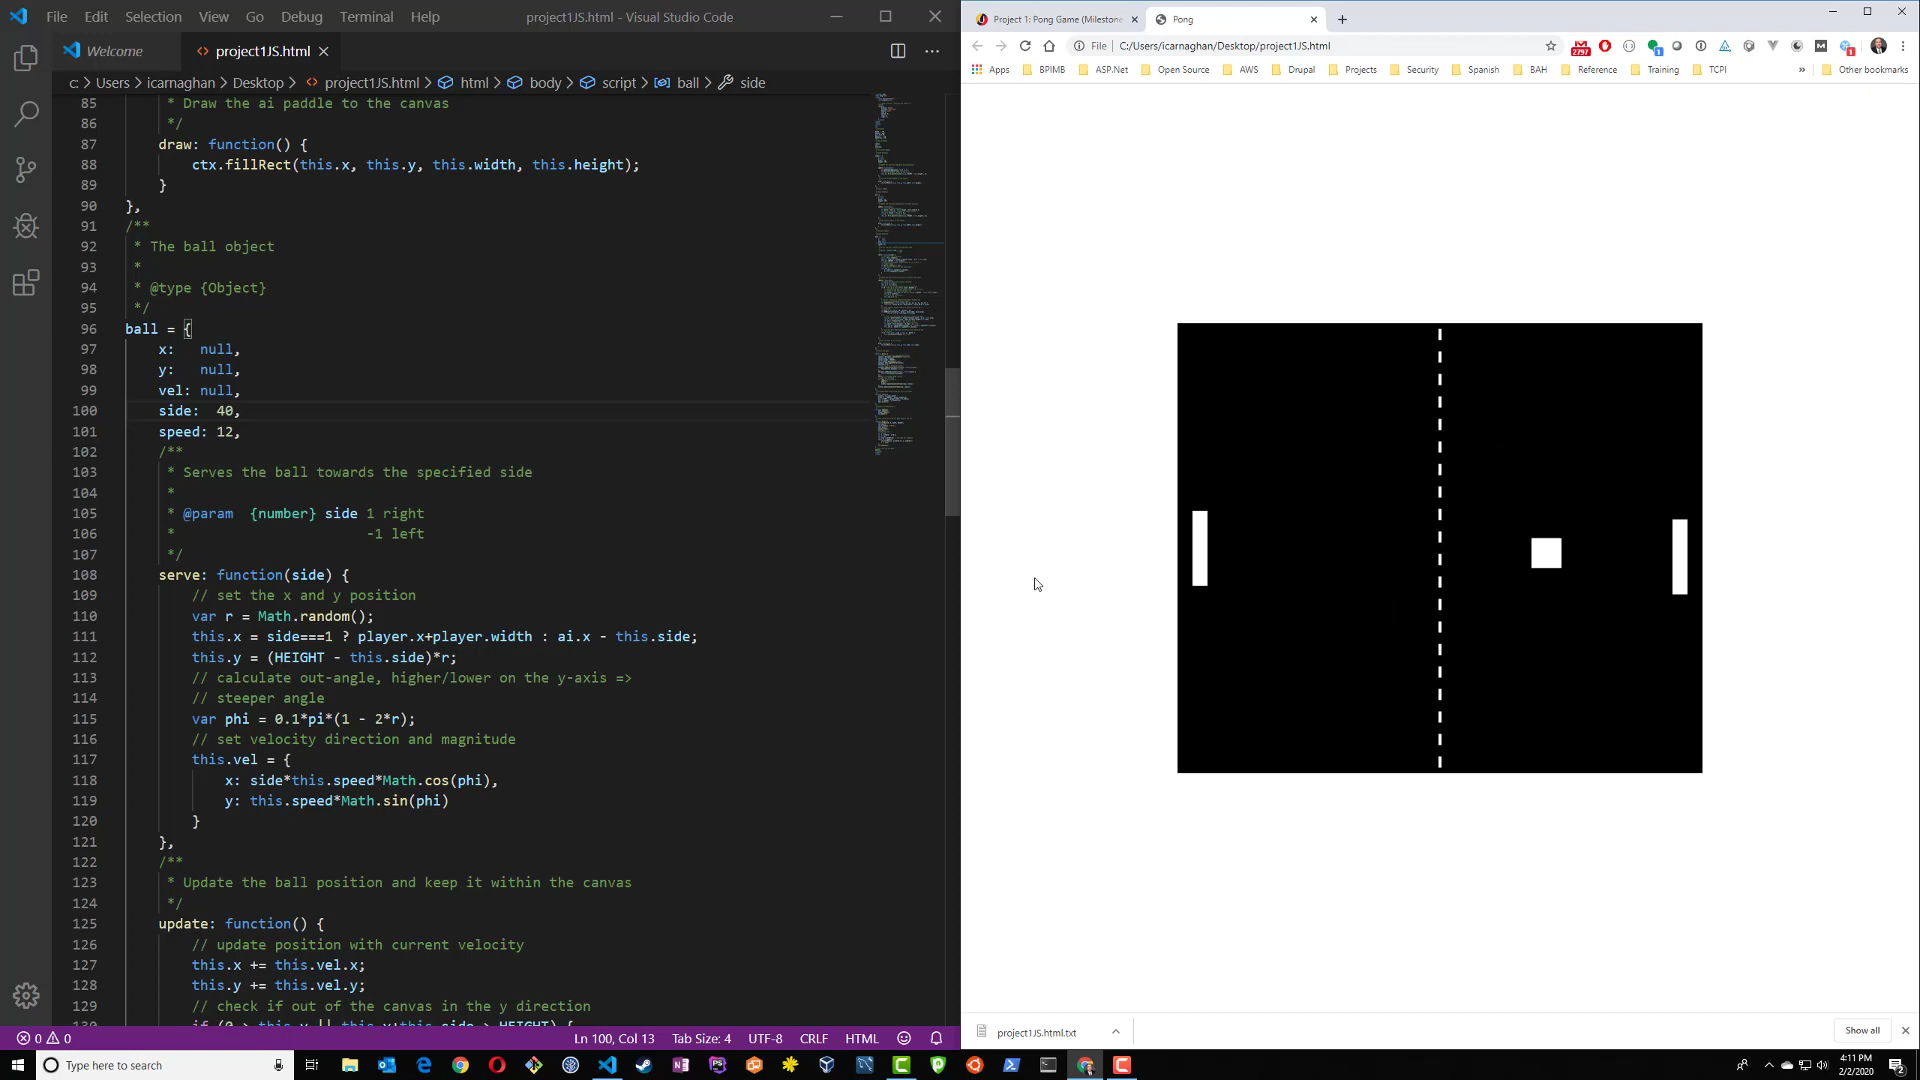 File Edit Selection View Go Debug Terminal Help
project1JS.html - Visual Studio Code
Welcome
project1JS.html
c: > Users > icarnaghan > Desktop > project1JS.html > html > body > script > ball > side
85 * Draw the ai paddle to the canvas
86 */
87 draw: function() {
88 ctx.fillRect(this.x, this.y, this.width, this.height);
89 }
90 },
91 /**
92 * The ball object
93 *
94 * @type {Object}
95 */
96 ball = {
97 x: null,
98 y: null,
99 vel: null,
100 side: 40,
101 speed: 12,
102 /**
103 * Serves the ball towards the specified side
104 *
105 * @param {number} side 1 right
106 * -1 left
107 */
108 serve: function(side) {
109 // set the x and y position
110 var r = Math.random();
111 this.x = side===1 ? player.x+player.width : ai.x - this.side;
112 this.y = (HEIGHT - this.side)*r;
113 // calculate out-angle, higher/lower on the y-axis =>
114 // steeper angle
115 var phi = 0.1*pi*(1 - 2*r);
116 // set velocity direction and magnitude
117 this.vel = {
118 x: side*this.speed*Math.cos(phi),
119 y: this.speed*Math.sin(phi)
120 }
121 },
122 /**
123 * Update the ball position and keep it within the canvas
124 */
125 update: function() {
126 // update position with current velocity
127 this.x += this.vel.x;
128 this.y += this.vel.y;
129 // check if out of the canvas in the y direction
130 if (0 > this.y || this.y+this.side > HEIGHT) {
0 0
Ln 100, Col 13
Tab Size: 4
UTF-8
CRLF
HTML
Project 1: Pong Game (Milestone
Pong
File
C:/Users/icarnaghan/Desktop/project1JS.html
2797
1
Apps BPIMB ASP.Net Open Source AWS Drupal Projects Security Spanish BAH Reference Training TCPI » Other bookmarks
project1JS.html.txt
Show all
Type here to search
4:11 PM
2/2/2020
2